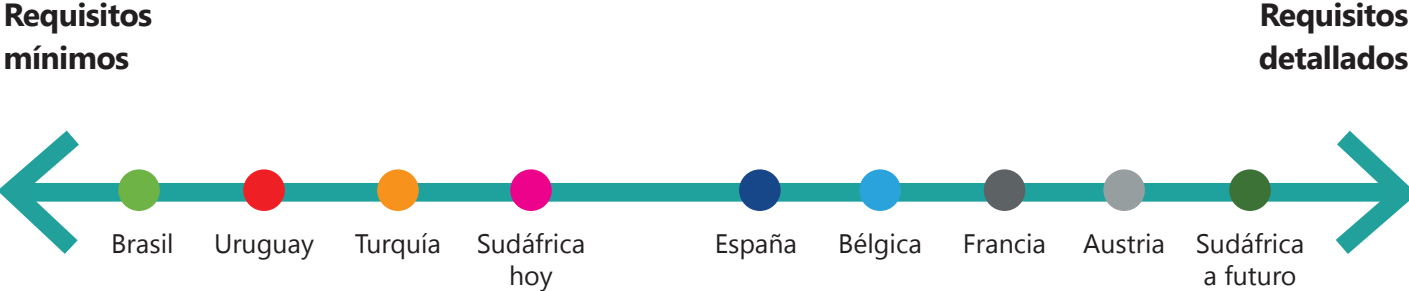 Requisitos
mínimos
Requisitos
detallados
Brasil
Uruguay
Turquía
Sudáfrica
hoy
España
Bélgica
Francia
Austria
Sudáfrica
a futuro